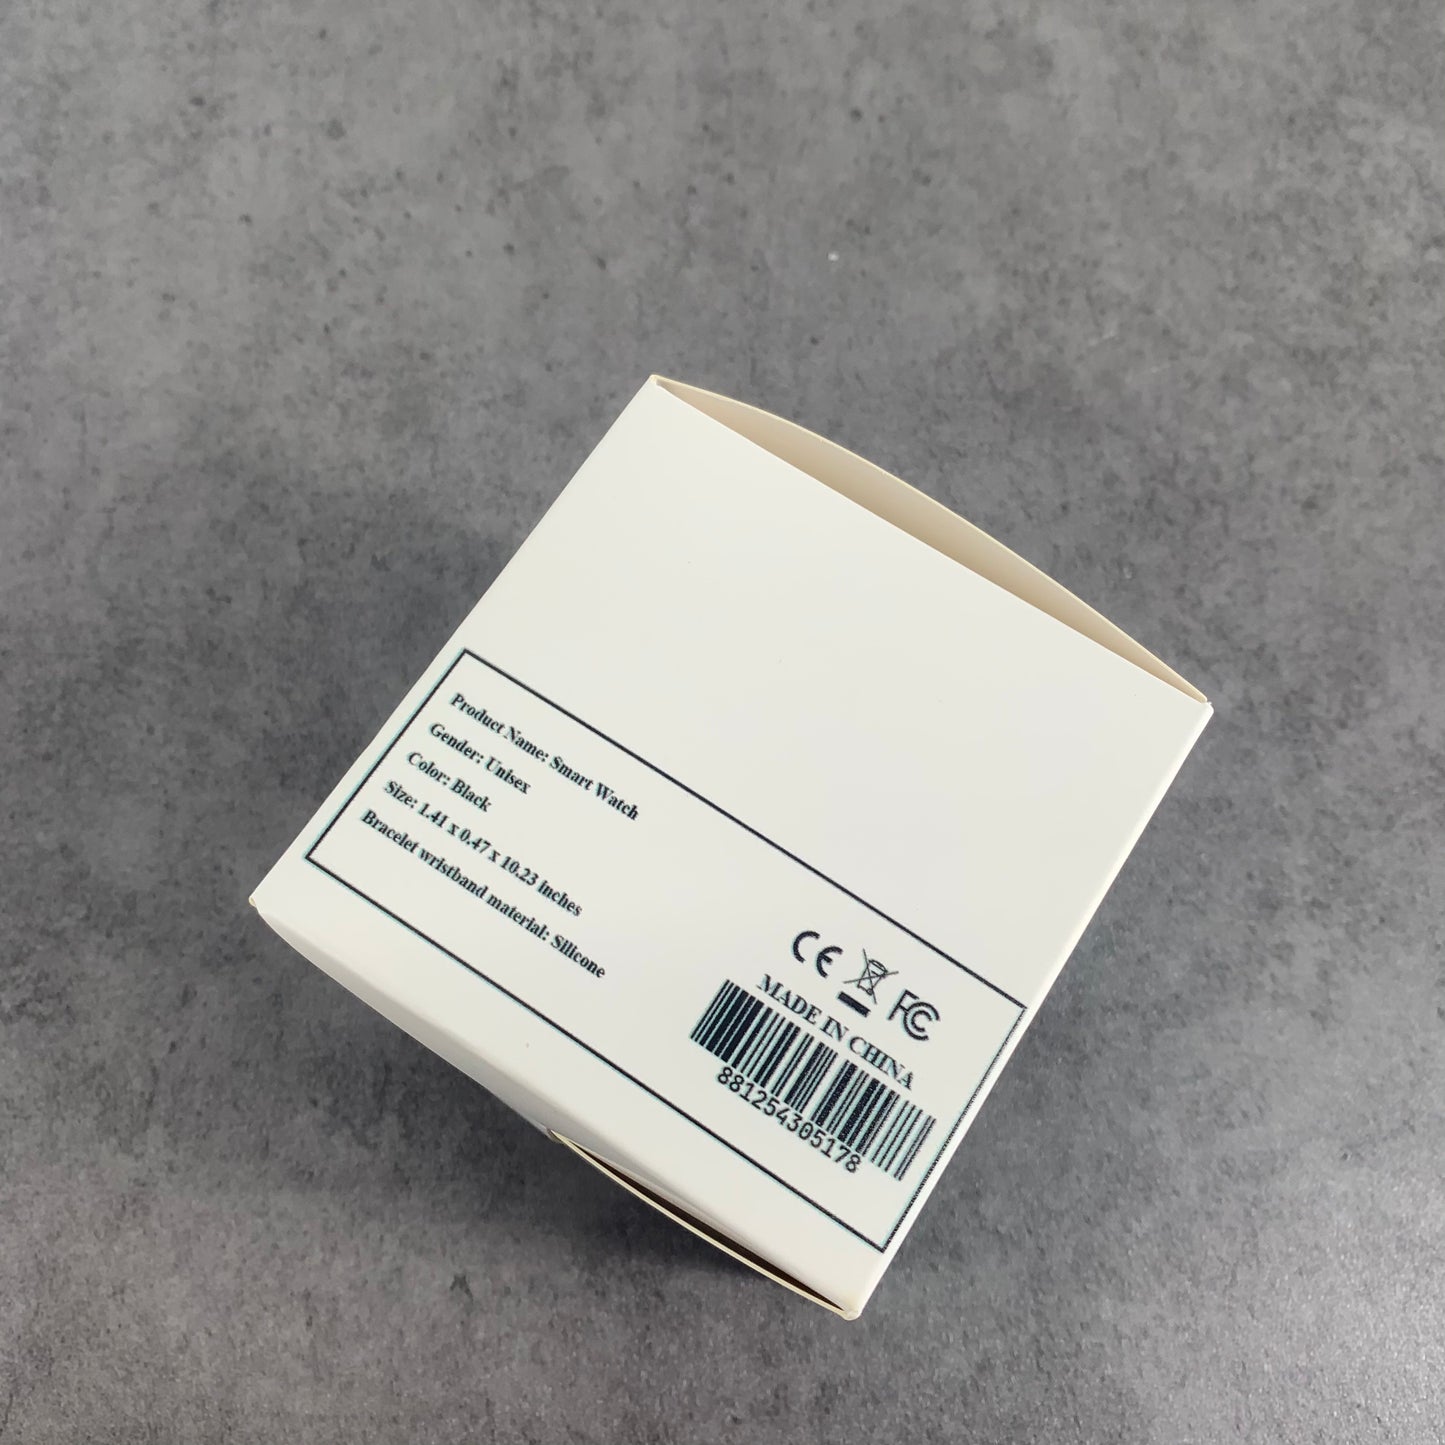 Product Name: Smart Watch
Gender: Unisex
Color: Black
Size: 1.41 x 0.47 x 10.23 inches
Bracelet wristband material: Silicone
CE FC
MADE IN CHINA
881254305178